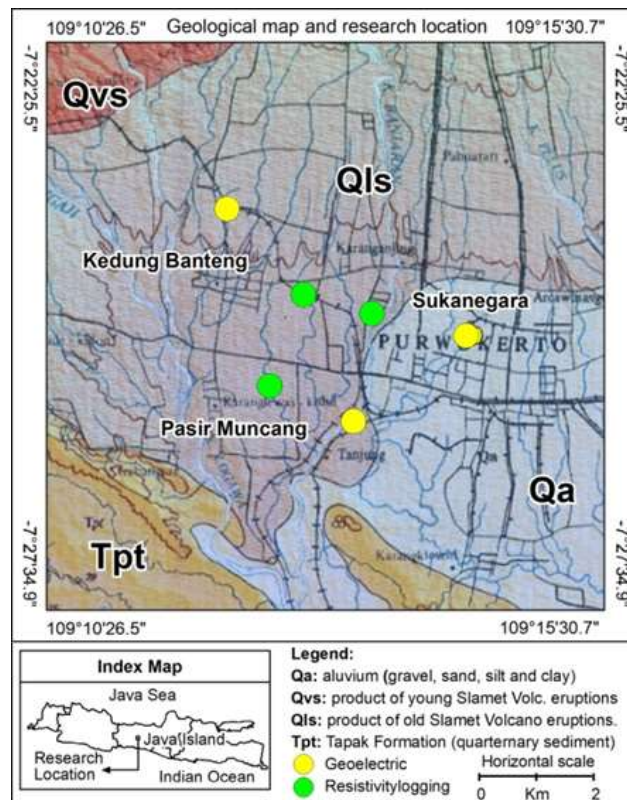 Geological map and research location
109°10'26.5" 109°15'30.7"
-7°22'25.5" -7°22'25.5"
Qvs
Qls
K BANJARAN
Pabuaran
K PELUS
Kedung Banteng
Karanganjing
Sukanegara
PURWOKERTO
Pasir Muncang
Tanjung
Qa
Qa
Tpt
Tpt
-7°27'34.9" -7°27'34.9"
109°10'26.5" 109°15'30.7"
Index Map
Java Sea
Java Island
Research
Location
Indian Ocean
Legend:
Qa: aluvium (gravel, sand, silt and clay)
Qvs: product of young Slamet Volc. eruptions
Qls: product of old Slamet Volcano eruptions.
Tpt: Tapak Formation (quarternary sediment)
Geoelectric
Resistivitylogging
Horizontal scale
0 Km 2